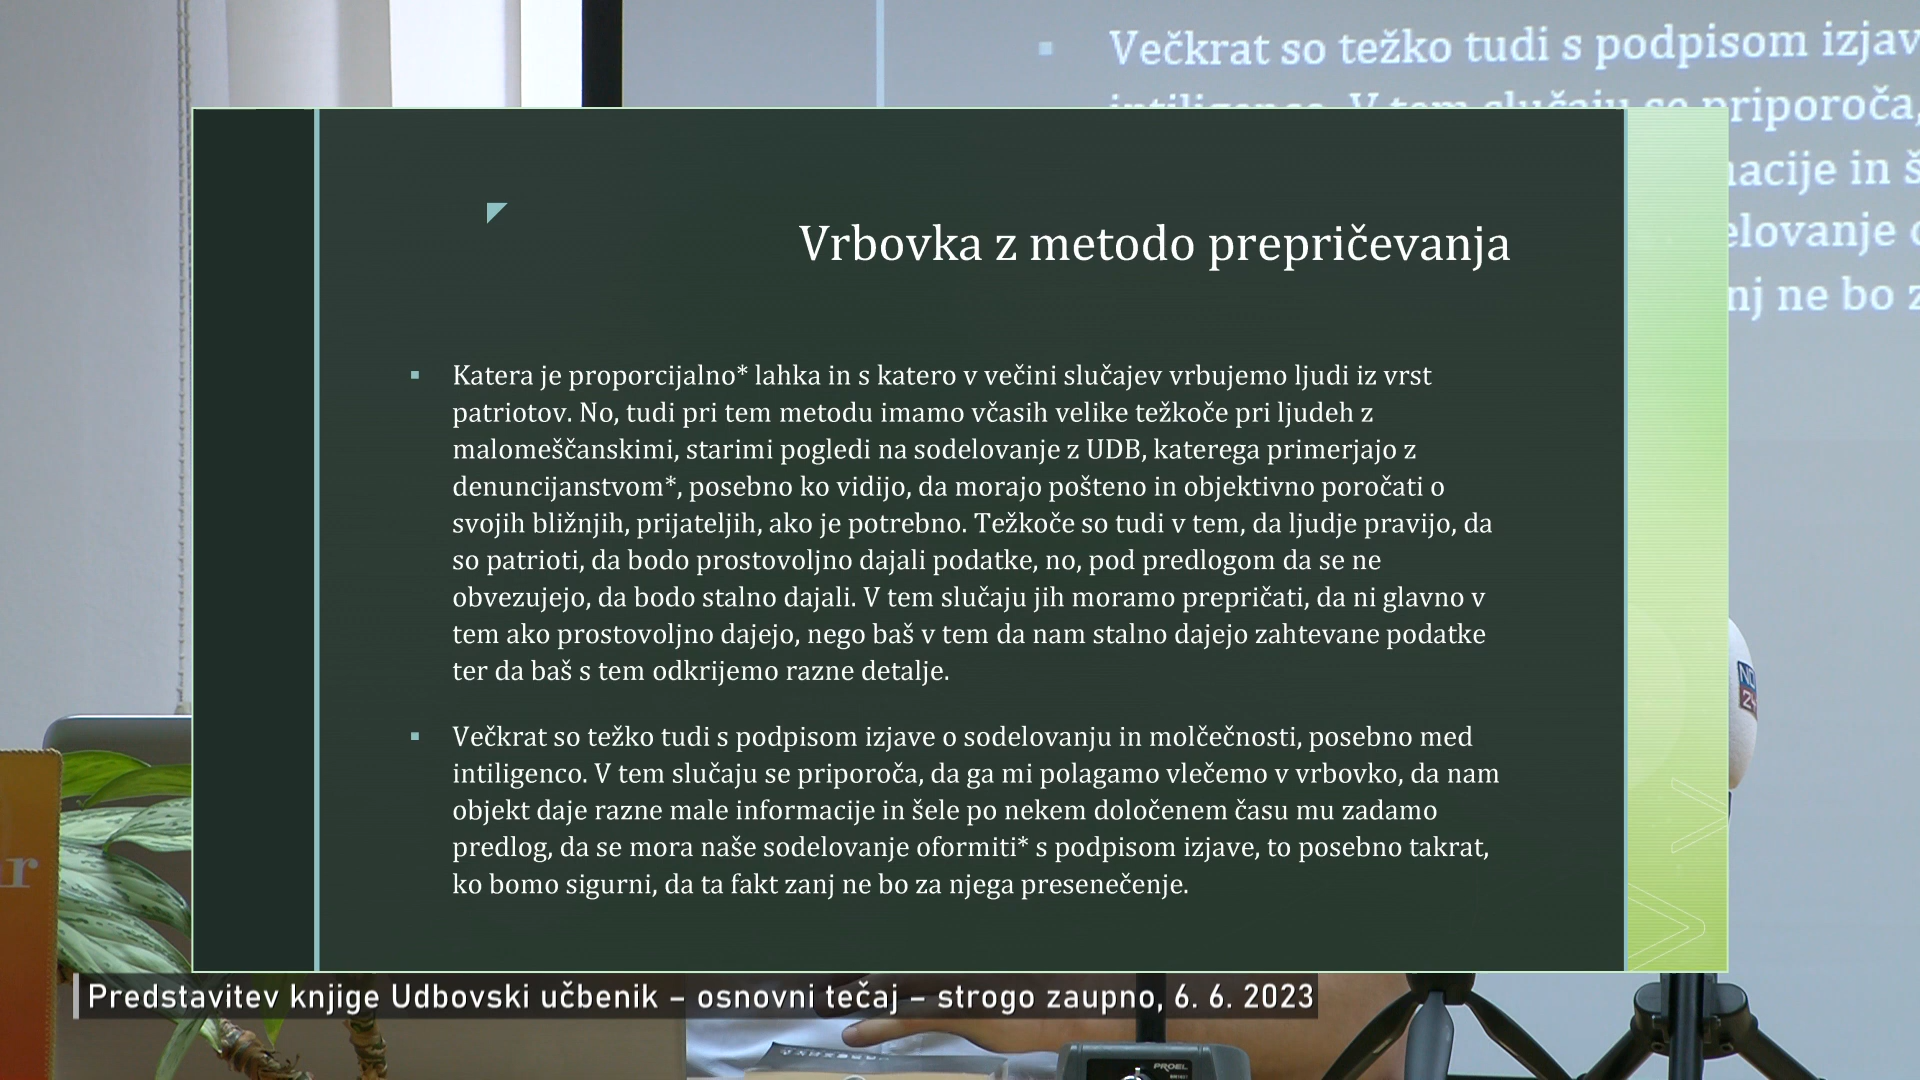 Večkrat so težko tudi s podpisom
priporoča,
in
ne bo
Vrbovka z metodo prepričevanja
Katera je proporcijalno* lahka in s katero v večini slučajev vrbujemo ljudi iz vrst
patriotov. No, tudi pri tem metodu imamo včasih velike težkoče pri ljudeh z
malomeščanskimi, starimi pogledi na sodelovanje z UDB, katerega primerjajo z
denuncijanstvom*, posebno ko vidijo, da morajo pošteno in objektivno poročati o
svojih bližnjih, prijateljih, ako je potrebno. Težkoče so tudi v tem, da ljudje pravijo, da
so patrioti, da bodo prostovoljno dajali podatke, no, pod predlogom da se ne
obvezujejo, da bodo stalno dajali. V tem slučaju jih moramo prepričati, da ni glavno v
tem ako prostovoljno dajejo, nego baš v tem da nam stalno dajejo zahtevane podatke
ter da baš s tem odkrijemo razne detalje.
Večkrat so težko tudi s podpisom izjave o sodelovanju in molčečnosti, posebno med
intiligenco. V tem slučaju se priporoča, da ga mi polagamo vlečemo v vrbovko, da nam
objekt daje razne male informacije in šele po nekem določenem času mu zadamo
predlog, da se mora naše sodelovanje oformiti* s podpisom izjave, to posebno takrat,
ko bomo sigurni, da ta fakt zanj ne bo za njega presenečenje.
Predstavitev knjige Udbovski učbenik – osnovni tečaj – strogo zaupno, 6. 6. 2023
PROEL